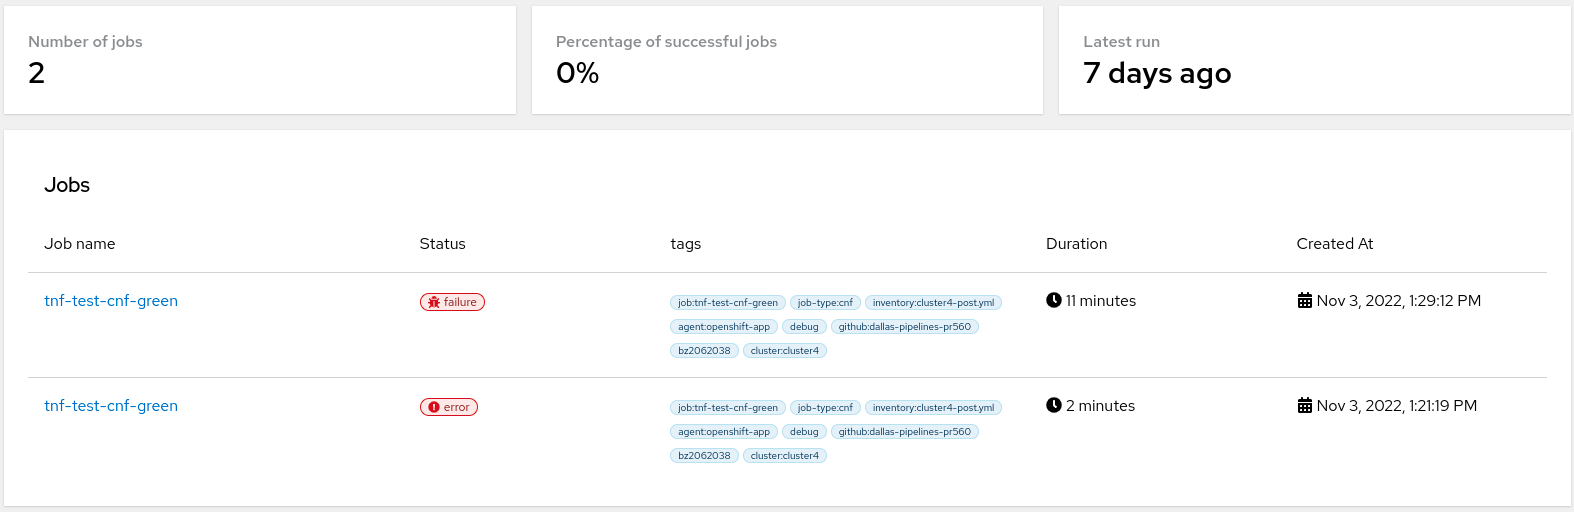 Number of jobs
2
Percentage of successful jobs
0%
Latest run
7 days ago
Jobs
Job name Status tags Duration Created At
tnf-test-cnf-green failure job:tnf-test-cnf-green job-type:cnf inventory:cluster4-post.yml 11 minutes Nov 3, 2022, 1:29:12 PM
agent:openshift-app debug github:dallas-pipelines-pr560
bz2062038 cluster:cluster4
tnf-test-cnf-green error job:tnf-test-cnf-green job-type:cnf inventory:cluster4-post.yml 2 minutes Nov 3, 2022, 1:21:19 PM
agent:openshift-app debug github:dallas-pipelines-pr560
bz2062038 cluster:cluster4